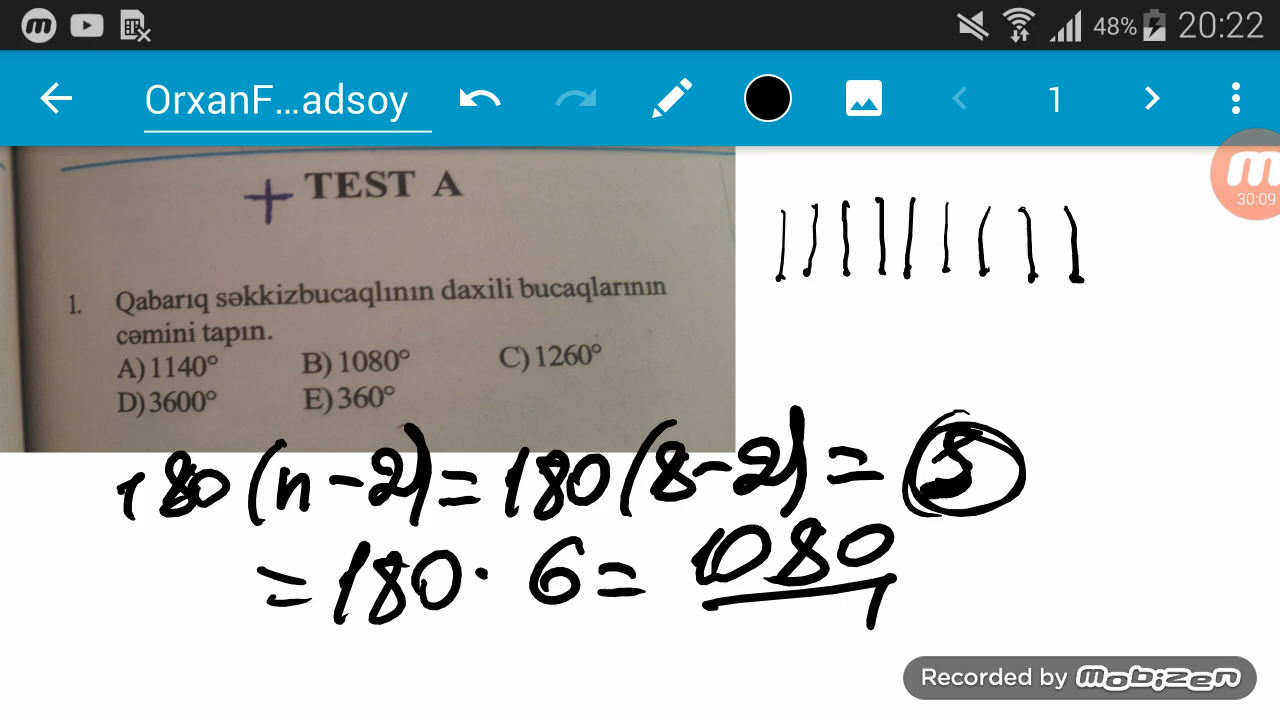 48% 20:22
OrxanF...adsoy 1
30:09
+ TEST A
1. Qabarıq səkkizbucaqlının daxili bucaqlarının
cəmini tapın.
A) 1140° B) 1080° C) 1260°
D) 3600° E) 360°
180(n-2)=180(8-2)=
=180·6=1080
Recorded by mobizen